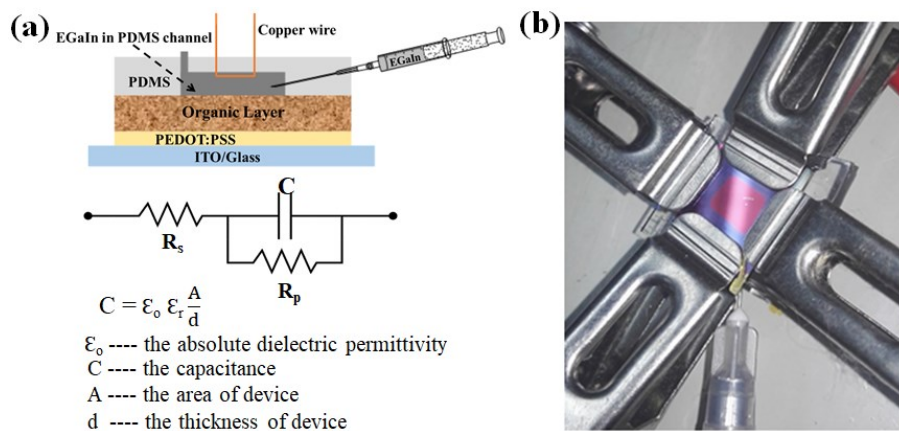 (a)
EGaIn in PDMS channel
Copper wire
EGaIn
PDMS
Organic Layer
PEDOT:PSS
ITO/Glass
C
Rs
Rp
C = εo εr A/d
εo ---- the absolute dielectric permittivity
C ---- the capacitance
A ---- the area of device
d ---- the thickness of device
(b)